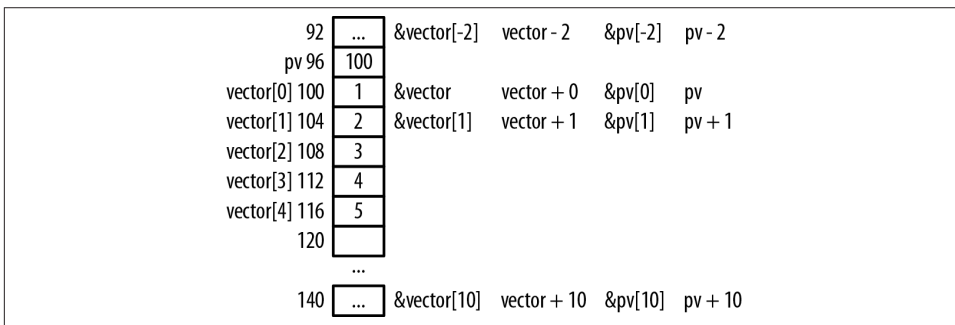 92 ... &vector[-2] vector - 2 &pv[-2] pv - 2
pv 96 100
vector[0] 100 1 &vector vector + 0 &pv[0] pv
vector[1] 104 2 &vector[1] vector + 1 &pv[1] pv + 1
vector[2] 108 3
vector[3] 112 4
vector[4] 116 5
120
...
140 ... &vector[10] vector + 10 &pv[10] pv + 10